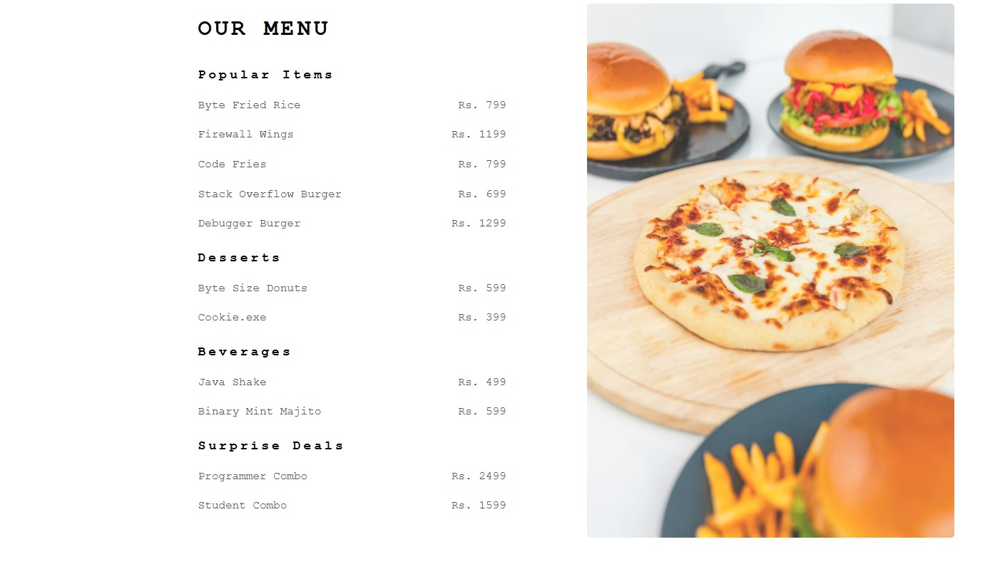 OUR MENU
Popular Items
Byte Fried Rice Rs. 799
Firewall Wings Rs. 1199
Code Fries Rs. 799
Stack Overflow Burger Rs. 699
Debugger Burger Rs. 1299
Desserts
Byte Size Donuts Rs. 599
Cookie.exe Rs. 399
Beverages
Java Shake Rs. 499
Binary Mint Majito Rs. 599
Surprise Deals
Programmer Combo Rs. 2499
Student Combo Rs. 1599